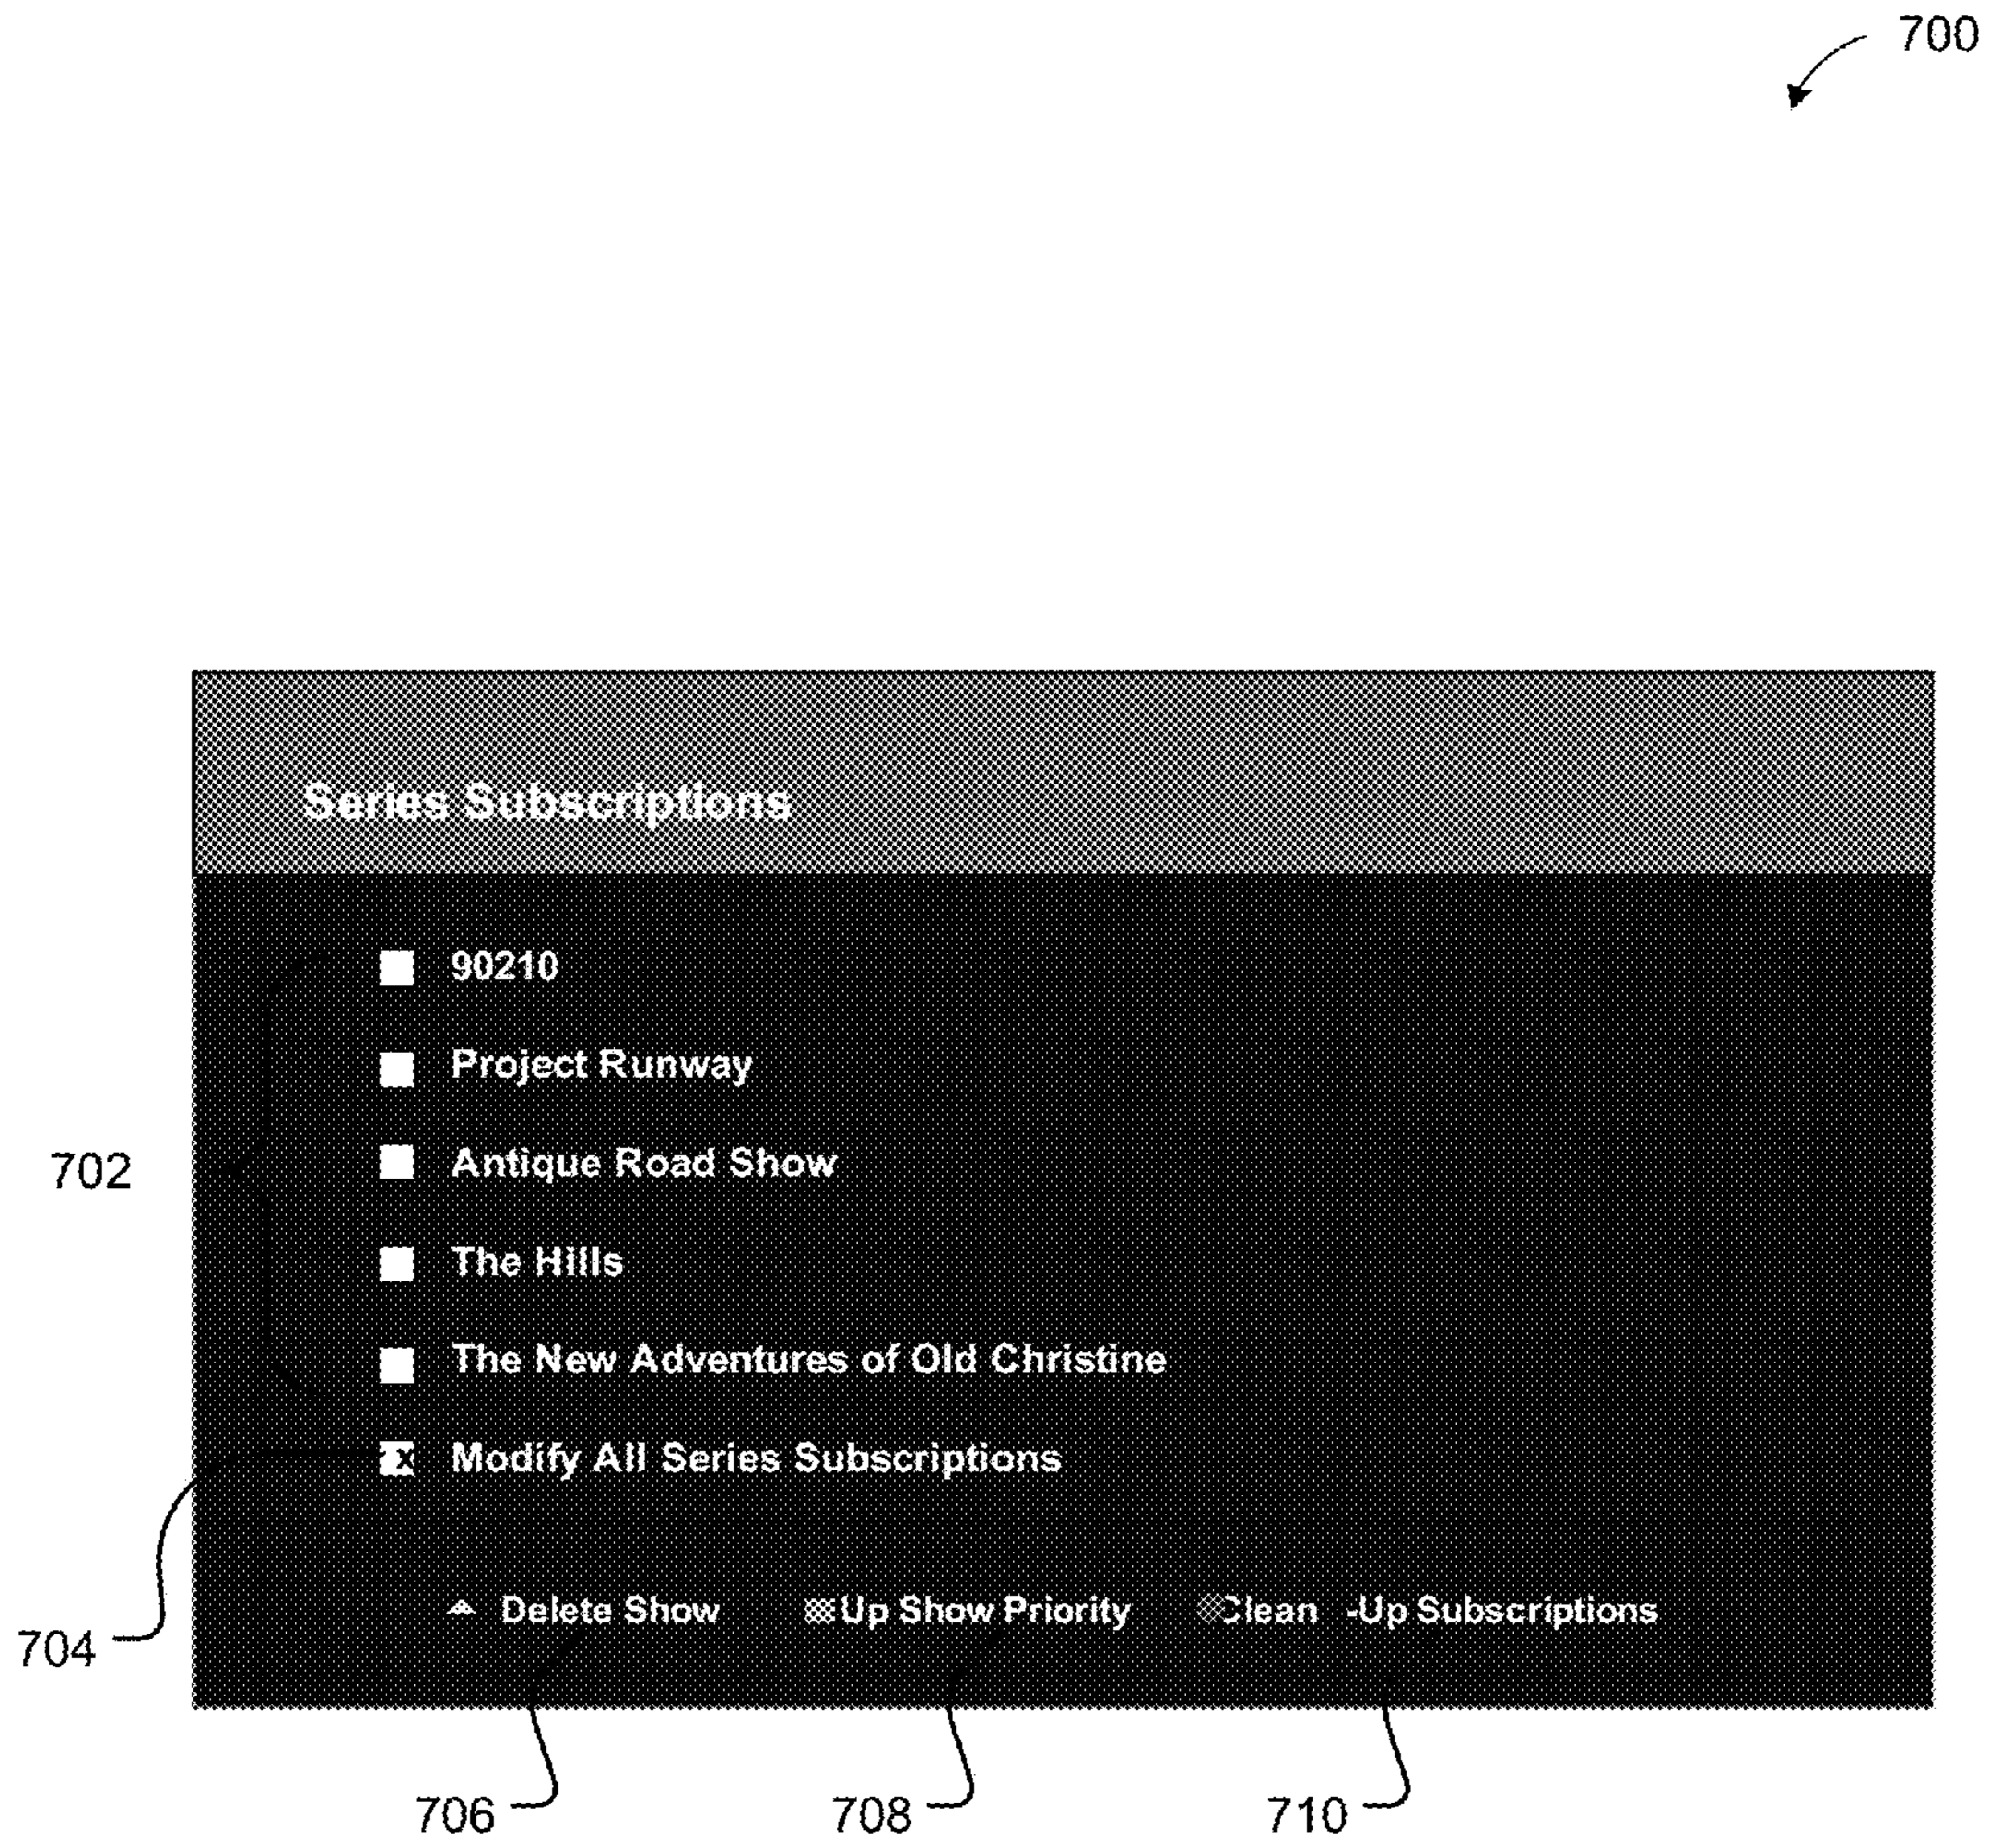 700
Series Subscriptions
90210
Project Runway
702
Antique Road Show
The Hills
The New Adventures of Old Christine
x Modify All Series Subscriptions
704
Delete Show Up Show Priority Clean -Up Subscriptions
706 708 710